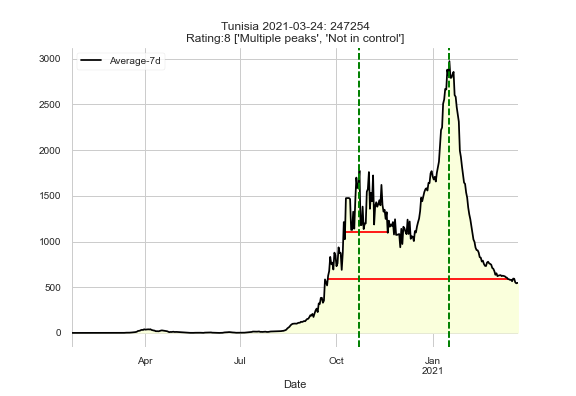 Tunisia 2021-03-24: 247254
Rating:8 ['Multiple peaks', 'Not in control']
Average-7d
3000
2500
2000
1500
1000
500
0
Apr
Jul
Oct
Jan
2021
Date